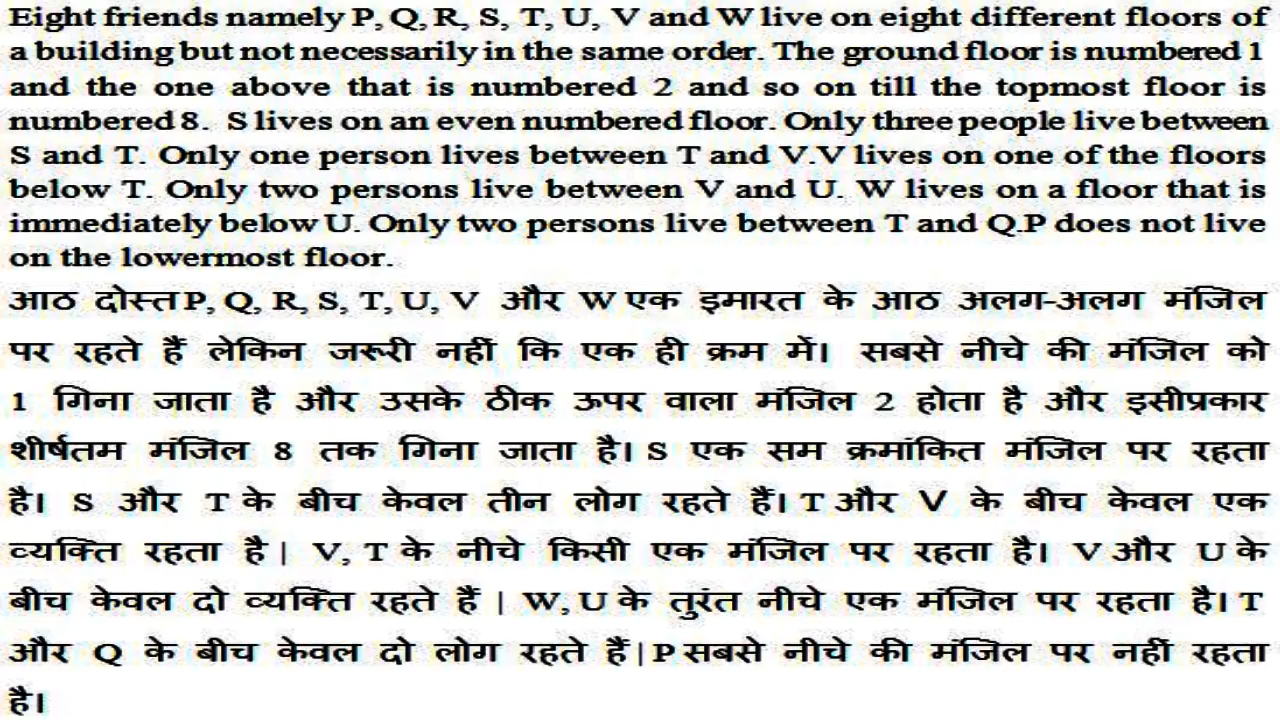 Eight friends namely P, Q, R, S, T, U, V and W live on eight different floors of
a building but not necessarily in the same order. The ground floor is numbered 1
and the one above that is numbered 2 and so on till the topmost floor is
numbered 8. S lives on an even numbered floor. Only three people live between
S and T. Only one person lives between T and V.V lives on one of the floors
below T. Only two persons live between V and U. W lives on a floor that is
immediately below U. Only two persons live between T and Q.P does not live
on the lowermost floor.
आठ दोस्त P, Q, R, S, T, U, V और W एक इमारत के आठ अलग-अलग मंजिल
पर रहते हैं लेकिन जरूरी नहीं कि एक ही क्रम में। सबसे नीचे की मंजिल को
1 गिना जाता है और उसके ठीक ऊपर वाला मंजिल 2 होता है और इसीप्रकार
शीर्षतम मंजिल 8 तक गिना जाता है। S एक सम क्रमांकित मंजिल पर रहता
है। S और T के बीच केवल तीन लोग रहते हैं। T और V के बीच केवल एक
व्यक्ति रहता है | V, T के नीचे किसी एक मंजिल पर रहता है। V और U के
बीच केवल दो व्यक्ति रहते हैं | W, U के तुरंत नीचे एक मंजिल पर रहता है। T
और Q के बीच केवल दो लोग रहते हैं | P सबसे नीचे की मंजिल पर नहीं रहता
है।